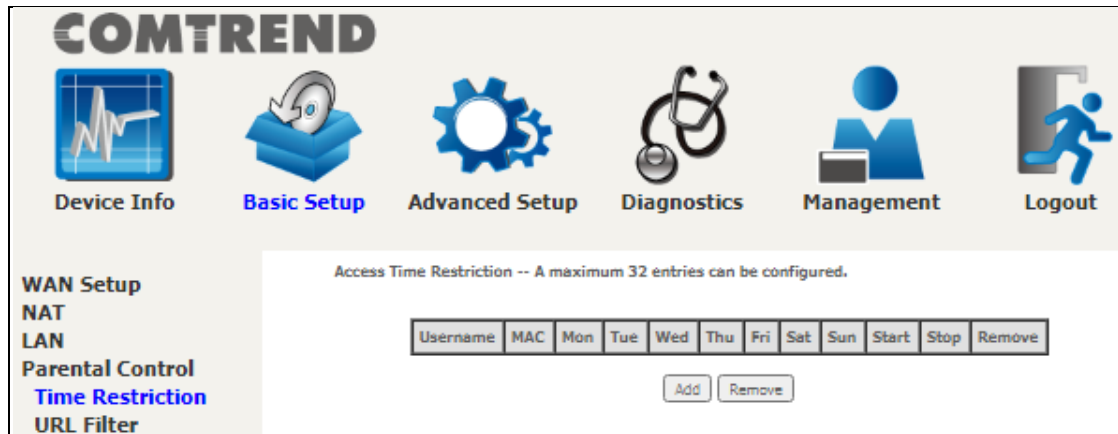 COMTREND
Device Info Basic Setup Advanced Setup Diagnostics Management Logout
WAN Setup
NAT
LAN
Parental Control
Time Restriction
URL Filter
Access Time Restriction -- A maximum 32 entries can be configured.
Username MAC Mon Tue Wed Thu Fri Sat Sun Start Stop Remove
Add Remove